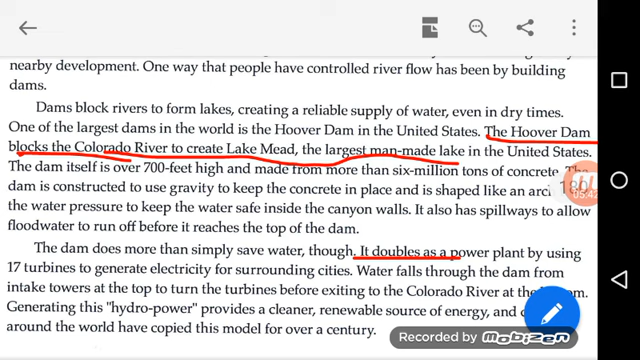 nearby development. One way that people have controlled river flow has been by building
dams.
Dams block rivers to form lakes, creating a reliable supply of water, even in dry times.
One of the largest dams in the world is the Hoover Dam in the United States. The Hoover Dam
blocks the Colorado River to create Lake Mead, the largest man-made lake in the United States.
The dam itself is over 700-feet high and made from more than six-million tons of concrete. The
dam is constructed to use gravity to keep the concrete in place and is shaped like an
the water pressure to keep the water safe inside the canyon walls. It also has spillways to allow
floodwater to run off before it reaches the top of the dam.
The dam does more than simply save water, though. It doubles as a power plant by using
17 turbines to generate electricity for surrounding cities. Water falls through the dam from
intake towers at the top to turn the turbines before exiting to the Colorado River at the
Generating this "hydro-power" provides a cleaner, renewable source of energy, and
around the world have copied this model for over a century.
05:42
Recorded by
Mobizen